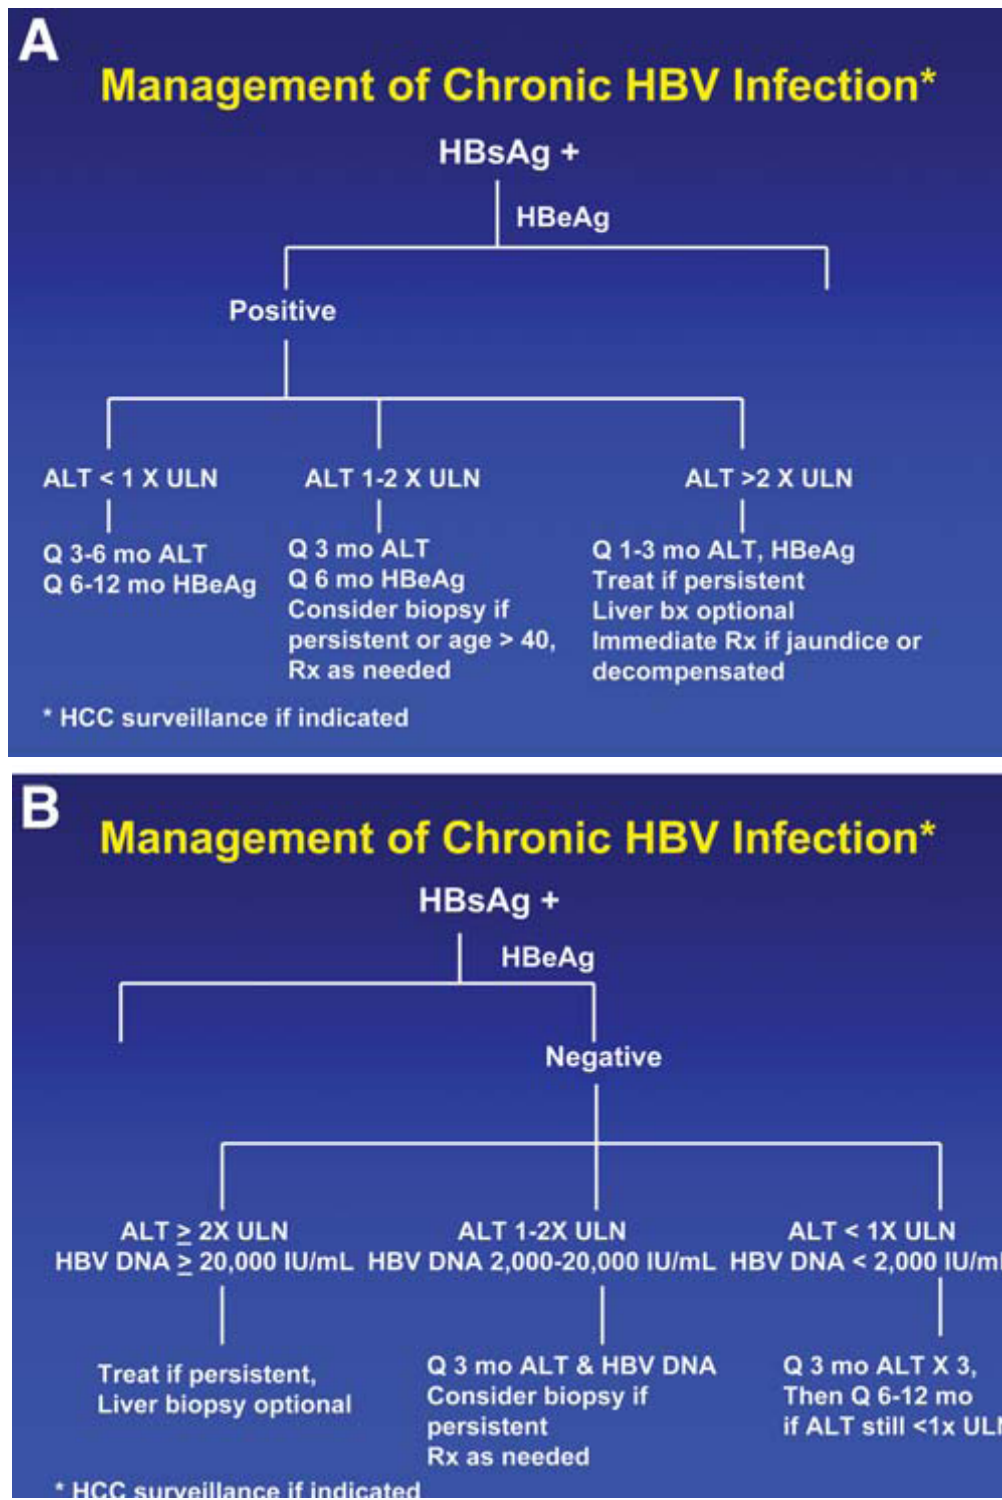 A
Management of Chronic HBV Infection*
HBsAg +
HBeAg
Positive
ALT < 1 X ULN
Q 3-6 mo ALT
Q 6-12 mo HBeAg
ALT 1-2 X ULN
Q 3 mo ALT
Q 6 mo HBeAg
Consider biopsy if
persistent or age > 40,
Rx as needed
ALT >2 X ULN
Q 1-3 mo ALT, HBeAg
Treat if persistent
Liver bx optional
Immediate Rx if jaundice or
decompensated
* HCC surveillance if indicated
B
Management of Chronic HBV Infection*
HBsAg +
HBeAg
Negative
ALT ≥ 2X ULN
HBV DNA ≥ 20,000 IU/mL
Treat if persistent,
Liver biopsy optional
ALT 1-2X ULN
HBV DNA 2,000-20,000 IU/mL
Q 3 mo ALT & HBV DNA
Consider biopsy if
persistent
Rx as needed
ALT < 1X ULN
HBV DNA < 2,000 IU/m
Q 3 mo ALT X 3,
Then Q 6-12 mo
if ALT still <1x ULN
* HCC surveillance if indicated